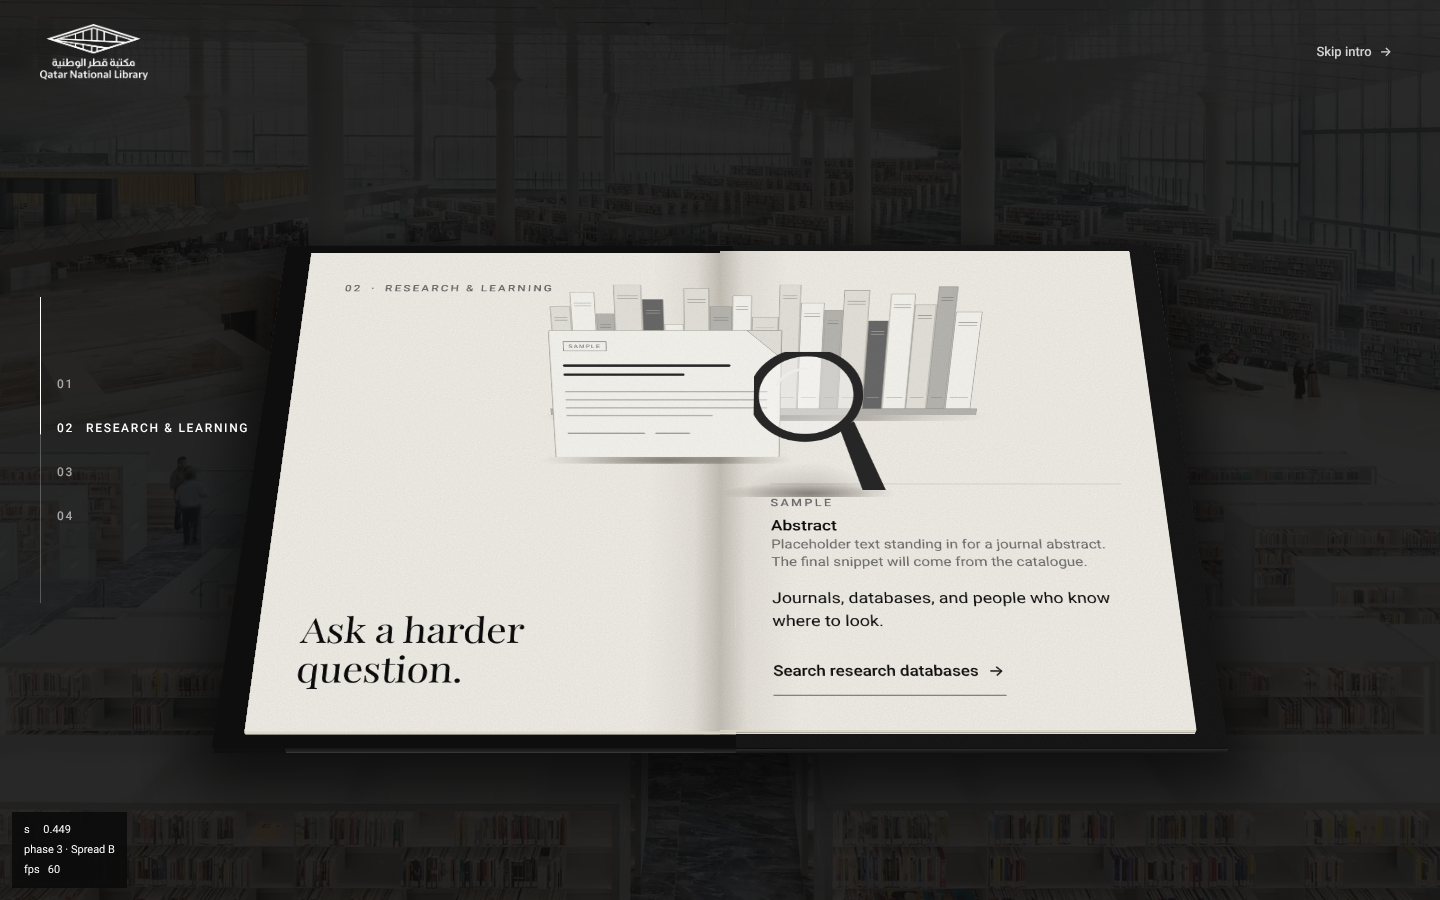 مكتبة قطر الوطنية
Qatar National Library
Skip intro →
01
02 RESEARCH & LEARNING
03
04
02 · RESEARCH & LEARNING
SAMPLE
Ask a harder
question.
SAMPLE
Abstract
Placeholder text standing in for a journal abstract.
The final snippet will come from the catalogue.
Journals, databases, and people who know
where to look.
Search research databases →
s 0.449
phase 3 · Spread B
fps 60